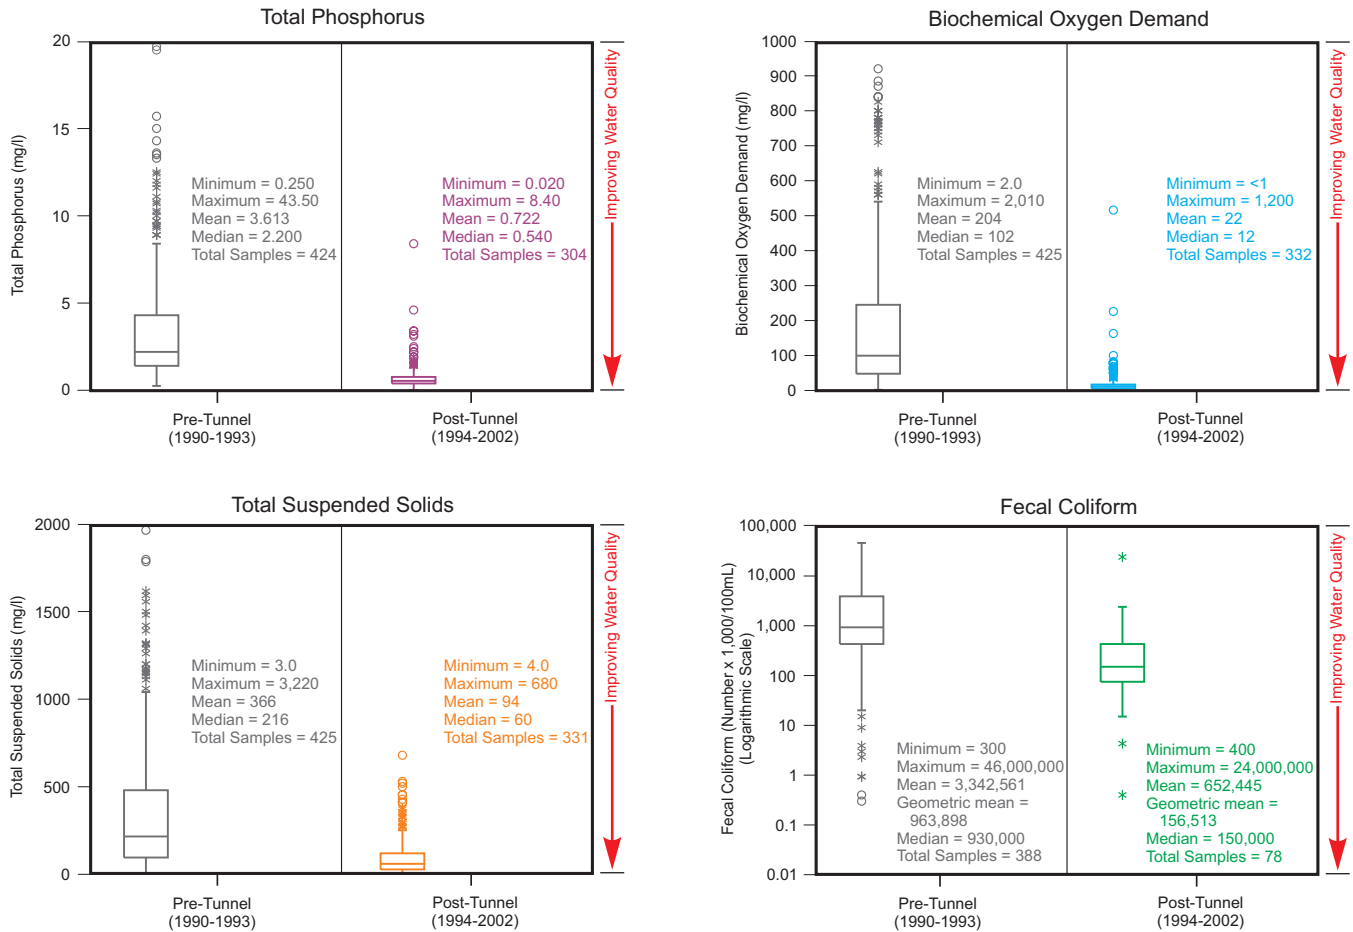 Total Phosphorus
Total Phosphorus (mg/l)
20
15
10
5
0
Minimum = 0.250
Maximum = 43.50
Mean = 3.613
Median = 2.200
Total Samples = 424
Minimum = 0.020
Maximum = 8.40
Mean = 0.722
Median = 0.540
Total Samples = 304
Pre-Tunnel
(1990-1993)
Post-Tunnel
(1994-2002)
Improving Water Quality
Biochemical Oxygen Demand
Biochemical Oxygen Demand (mg/l)
1000
900
800
700
600
500
400
300
200
100
0
Minimum = 2.0
Maximum = 2,010
Mean = 204
Median = 102
Total Samples = 425
Minimum = <1
Maximum = 1,200
Mean = 22
Median = 12
Total Samples = 332
Pre-Tunnel
(1990-1993)
Post-Tunnel
(1994-2002)
Improving Water Quality
Total Suspended Solids
Total Suspended Solids (mg/l)
2000
1500
1000
500
0
Minimum = 3.0
Maximum = 3,220
Mean = 366
Median = 216
Total Samples = 425
Minimum = 4.0
Maximum = 680
Mean = 94
Median = 60
Total Samples = 331
Pre-Tunnel
(1990-1993)
Post-Tunnel
(1994-2002)
Improving Water Quality
Fecal Coliform
Fecal Coliform (Number x 1,000/100mL)
(Logarithmic Scale)
100,000
10,000
1,000
100
10
1
0.1
0.01
Minimum = 300
Maximum = 46,000,000
Mean = 3,342,561
Geometric mean =
963,898
Median = 930,000
Total Samples = 388
Minimum = 400
Maximum = 24,000,000
Mean = 652,445
Geometric mean =
156,513
Median = 150,000
Total Samples = 78
Pre-Tunnel
(1990-1993)
Post-Tunnel
(1994-2002)
Improving Water Quality